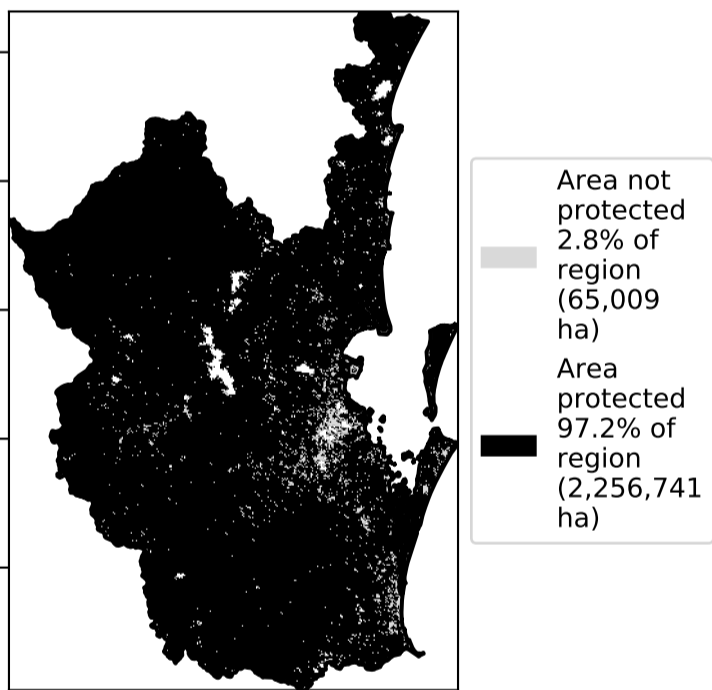 Area not
protected
2.8% of
region
(65,009
ha)
Area
protected
97.2% of
region
(2,256,741
ha)